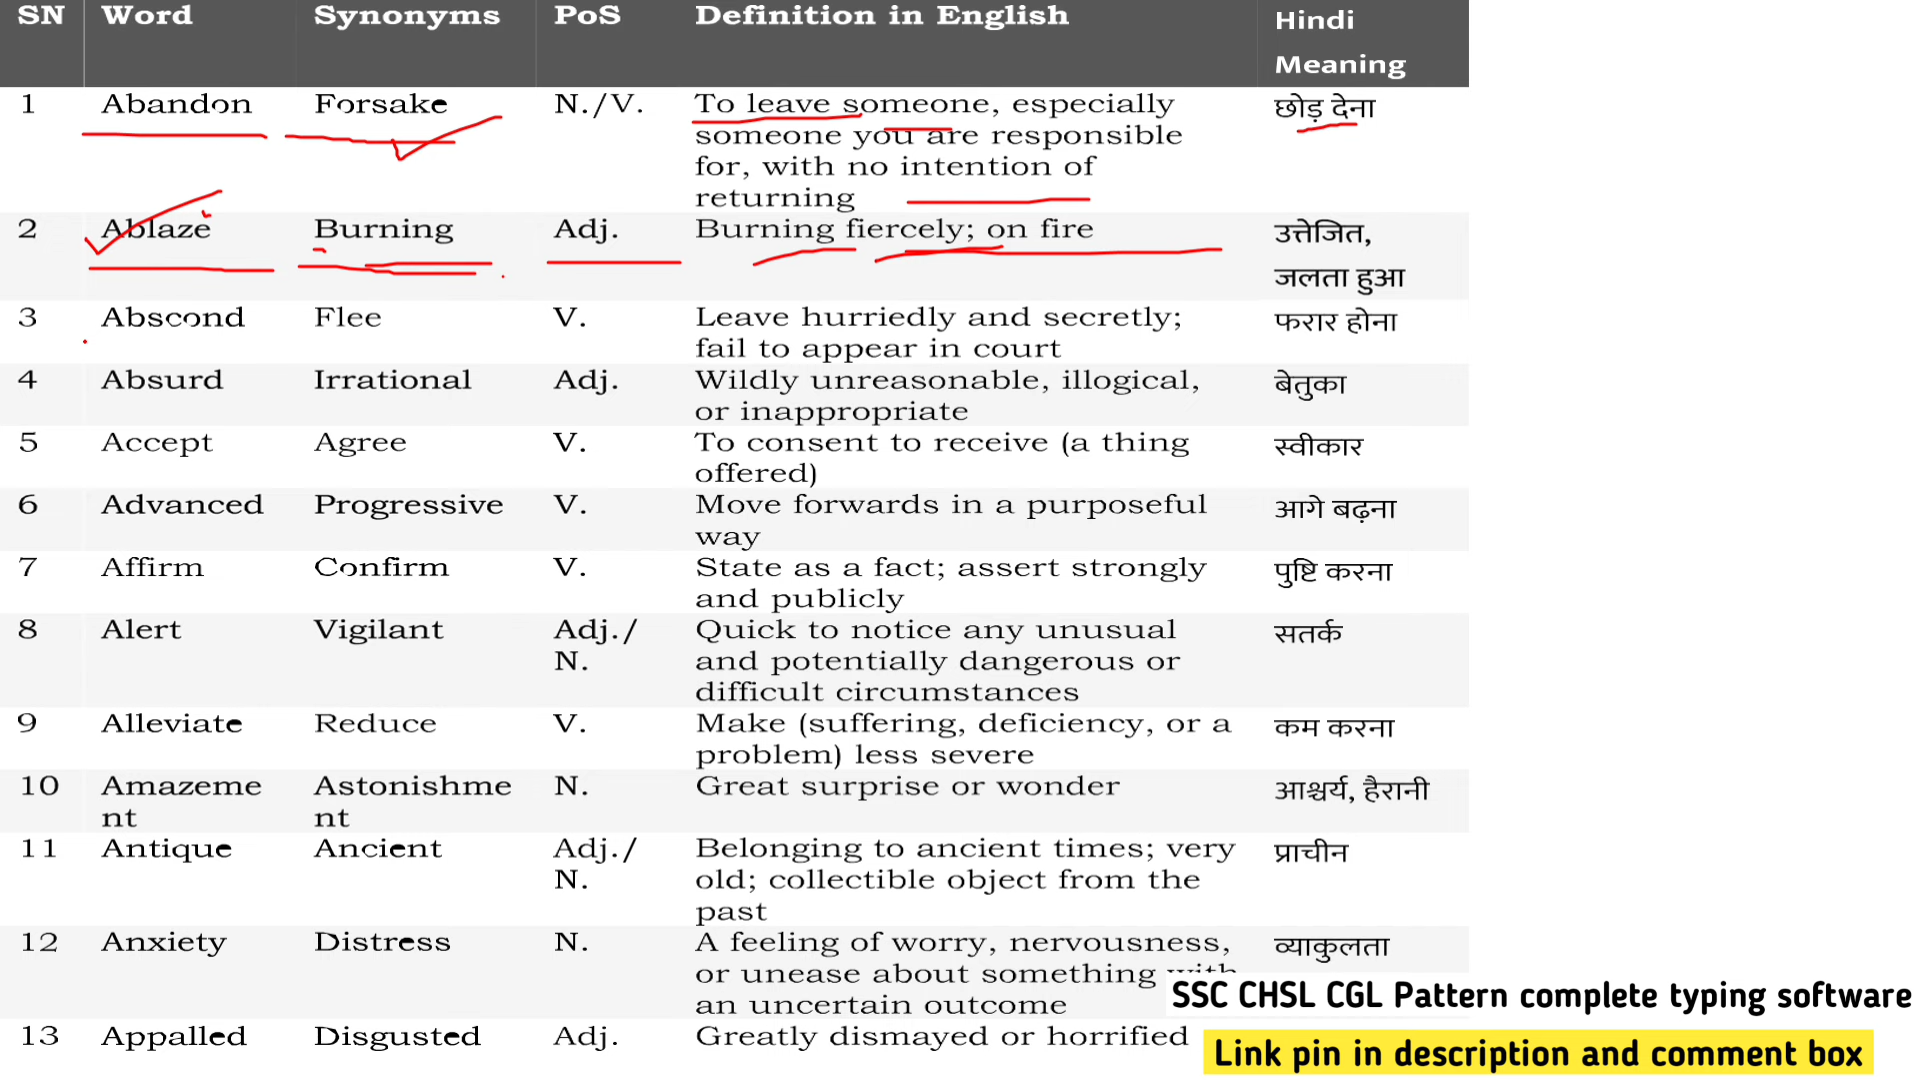 SN Word Synonyms PoS Definition in English Hindi
Meaning
1 Abandon Forsake N./V. To leave someone, especially छोड़ देना
someone you are responsible
for, with no intention of
returning
2 Ablaze Burning Adj. Burning fiercely; on fire उत्तेजित,
जलता हुआ
3 Abscond Flee V. Leave hurriedly and secretly; फरार होना
fail to appear in court
4 Absurd Irrational Adj. Wildly unreasonable, illogical, बेतुका
or inappropriate
5 Accept Agree V. To consent to receive (a thing स्वीकार
offered)
6 Advanced Progressive V. Move forwards in a purposeful आगे बढ़ना
way
7 Affirm Confirm V. State as a fact; assert strongly पुष्टि करना
and publicly
8 Alert Vigilant Adj./ Quick to notice any unusual सतर्क
N. and potentially dangerous or
difficult circumstances
9 Alleviate Reduce V. Make (suffering, deficiency, or a कम करना
problem) less severe
10 Amazeme Astonishme N. Great surprise or wonder आश्चर्य, हैरानी
nt nt
11 Antique Ancient Adj./ Belonging to ancient times; very प्राचीन
N. old; collectible object from the
past
12 Anxiety Distress N. A feeling of worry, nervousness, व्याकुलता
or unease about something with
an uncertain outcome
SSC CHSL CGL Pattern complete typing software
13 Appalled Disgusted Adj. Greatly dismayed or horrified
Link pin in description and comment box